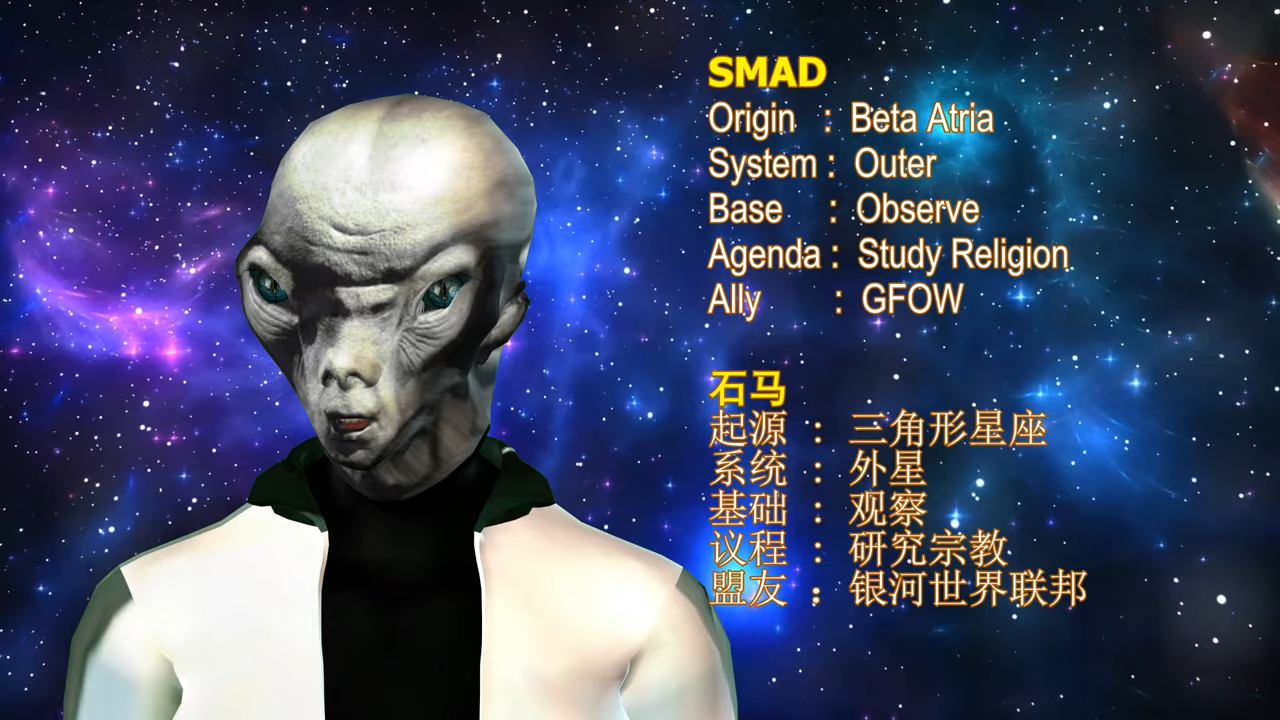 SMAD
Origin : Beta Atria
System : Outer
Base : Observe
Agenda : Study Religion
Ally : GFOW
石马
起源 : 三角形星座
系统 : 外星
基础 : 观察
议程 : 研究宗教
盟友 : 银河世界联邦